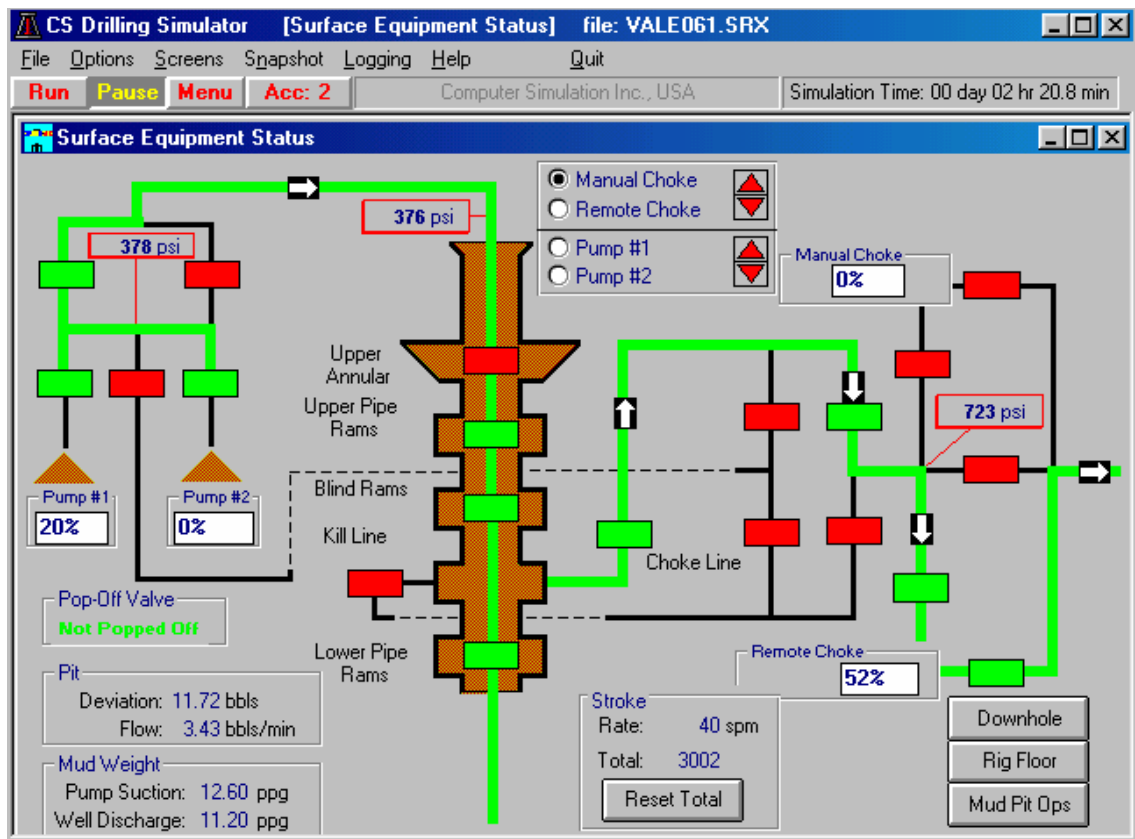 CS Drilling Simulator [Surface Equipment Status] file: VALE061.SRX
File Options Screens Snapshot Logging Help Quit
Run Pause Menu Acc: 2 Computer Simulation Inc., USA Simulation Time: 00 day 02 hr 20.8 min
Surface Equipment Status
Manual Choke
Remote Choke
Pump #1
Pump #2
376 psi
378 psi
Manual Choke
0%
Upper
Annular
Upper Pipe
Rams
723 psi
Blind Rams
Pump #1
20%
Pump #2
0%
Kill Line
Choke Line
Pop-Off Valve
Not Popped Off
Lower Pipe
Rams
Remote Choke
52%
Pit
Deviation: 11.72 bbls
Flow: 3.43 bbls/min
Stroke
Rate: 40 spm
Total: 3002
Reset Total
Downhole
Rig Floor
Mud Pit Ops
Mud Weight
Pump Suction: 12.60 ppg
Well Discharge: 11.20 ppg